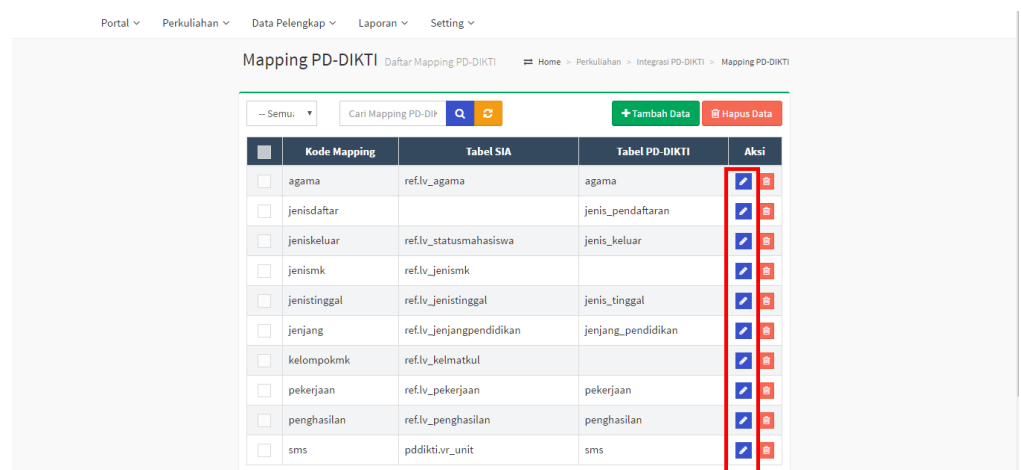 Portal Perkuliahan Data Pelengkap Laporan Setting
Mapping PD-DIKTI Daftar Mapping PD-DIKTI Home > Perkuliahan > Integrasi PD-DIKTI > Mapping PD-DIKTI
-- Semu Cari Mapping PD-DIK Tambah Data Hapus Data
Kode Mapping Tabel SIA Tabel PD-DIKTI Aksi
agama ref.lv_agama agama
jenisdaftar jenis_pendaftaran
jeniskeluar ref.lv_statusmahasiswa jenis_keluar
jenismk ref.lv_jenismk
jenistinggal ref.lv_jenistinggal jenis_tinggal
jenjang ref.lv_jenjangpendidikan jenjang_pendidikan
kelompokmk ref.lv_kelmatkul
pekerjaan ref.lv_pekerjaan pekerjaan
penghasilan ref.lv_penghasilan penghasilan
sms pddikti.vr_unit sms